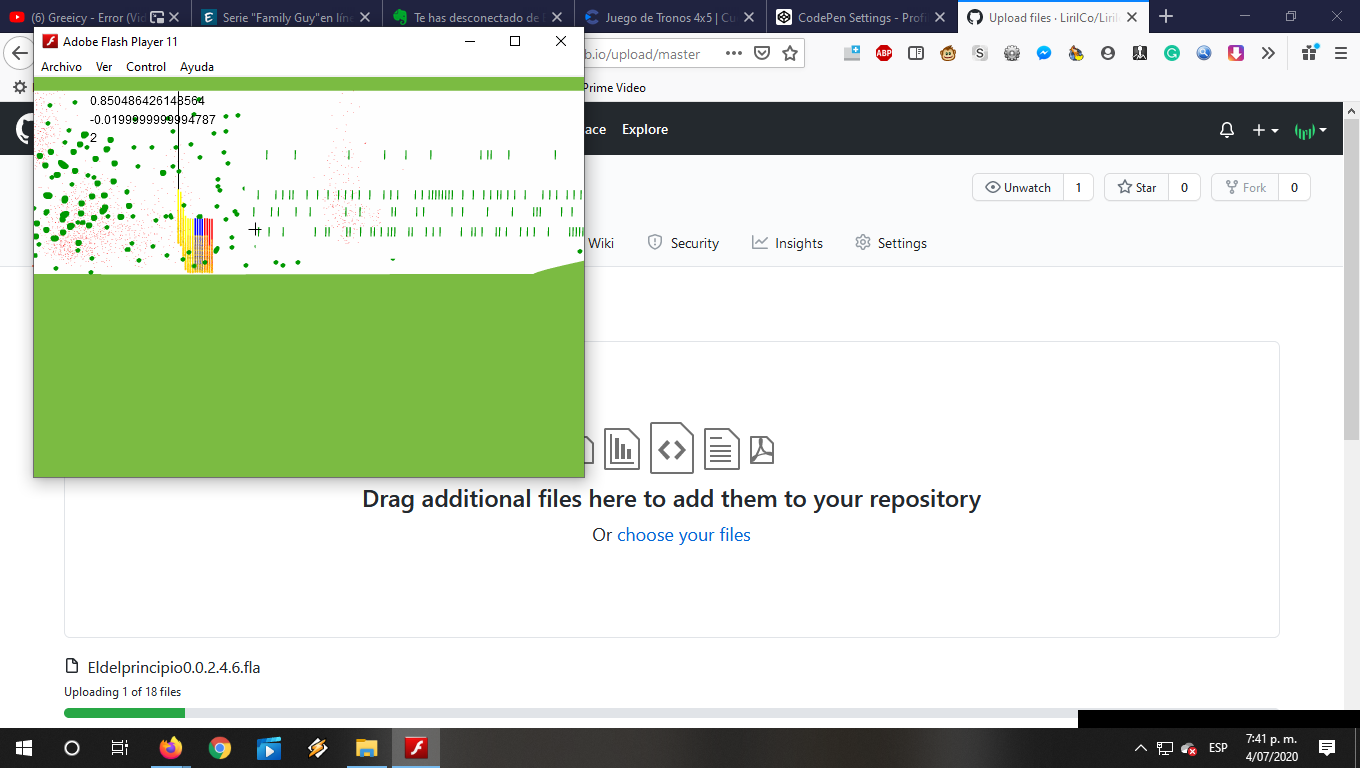 (6) Greeicy - Error (Vid
Serie "Family Guy"en líne
Te has desconectado de
Juego de Tronos 4x5 | Cu
CodePen Settings - Profi
Upload files · LirilCo/Liril
Adobe Flash Player 11
Archivo Ver Control Ayuda
b.io/upload/master
Prime Video
0.850486426148564
-0.0199999999994787
2
ace Explore
Unwatch 1
Star 0
Fork 0
Wiki Security Insights Settings
Drag additional files here to add them to your repository
Or choose your files
Eldelprincipio0.0.2.4.6.fla
Uploading 1 of 18 files
ESP
7:41 p. m.
4/07/2020